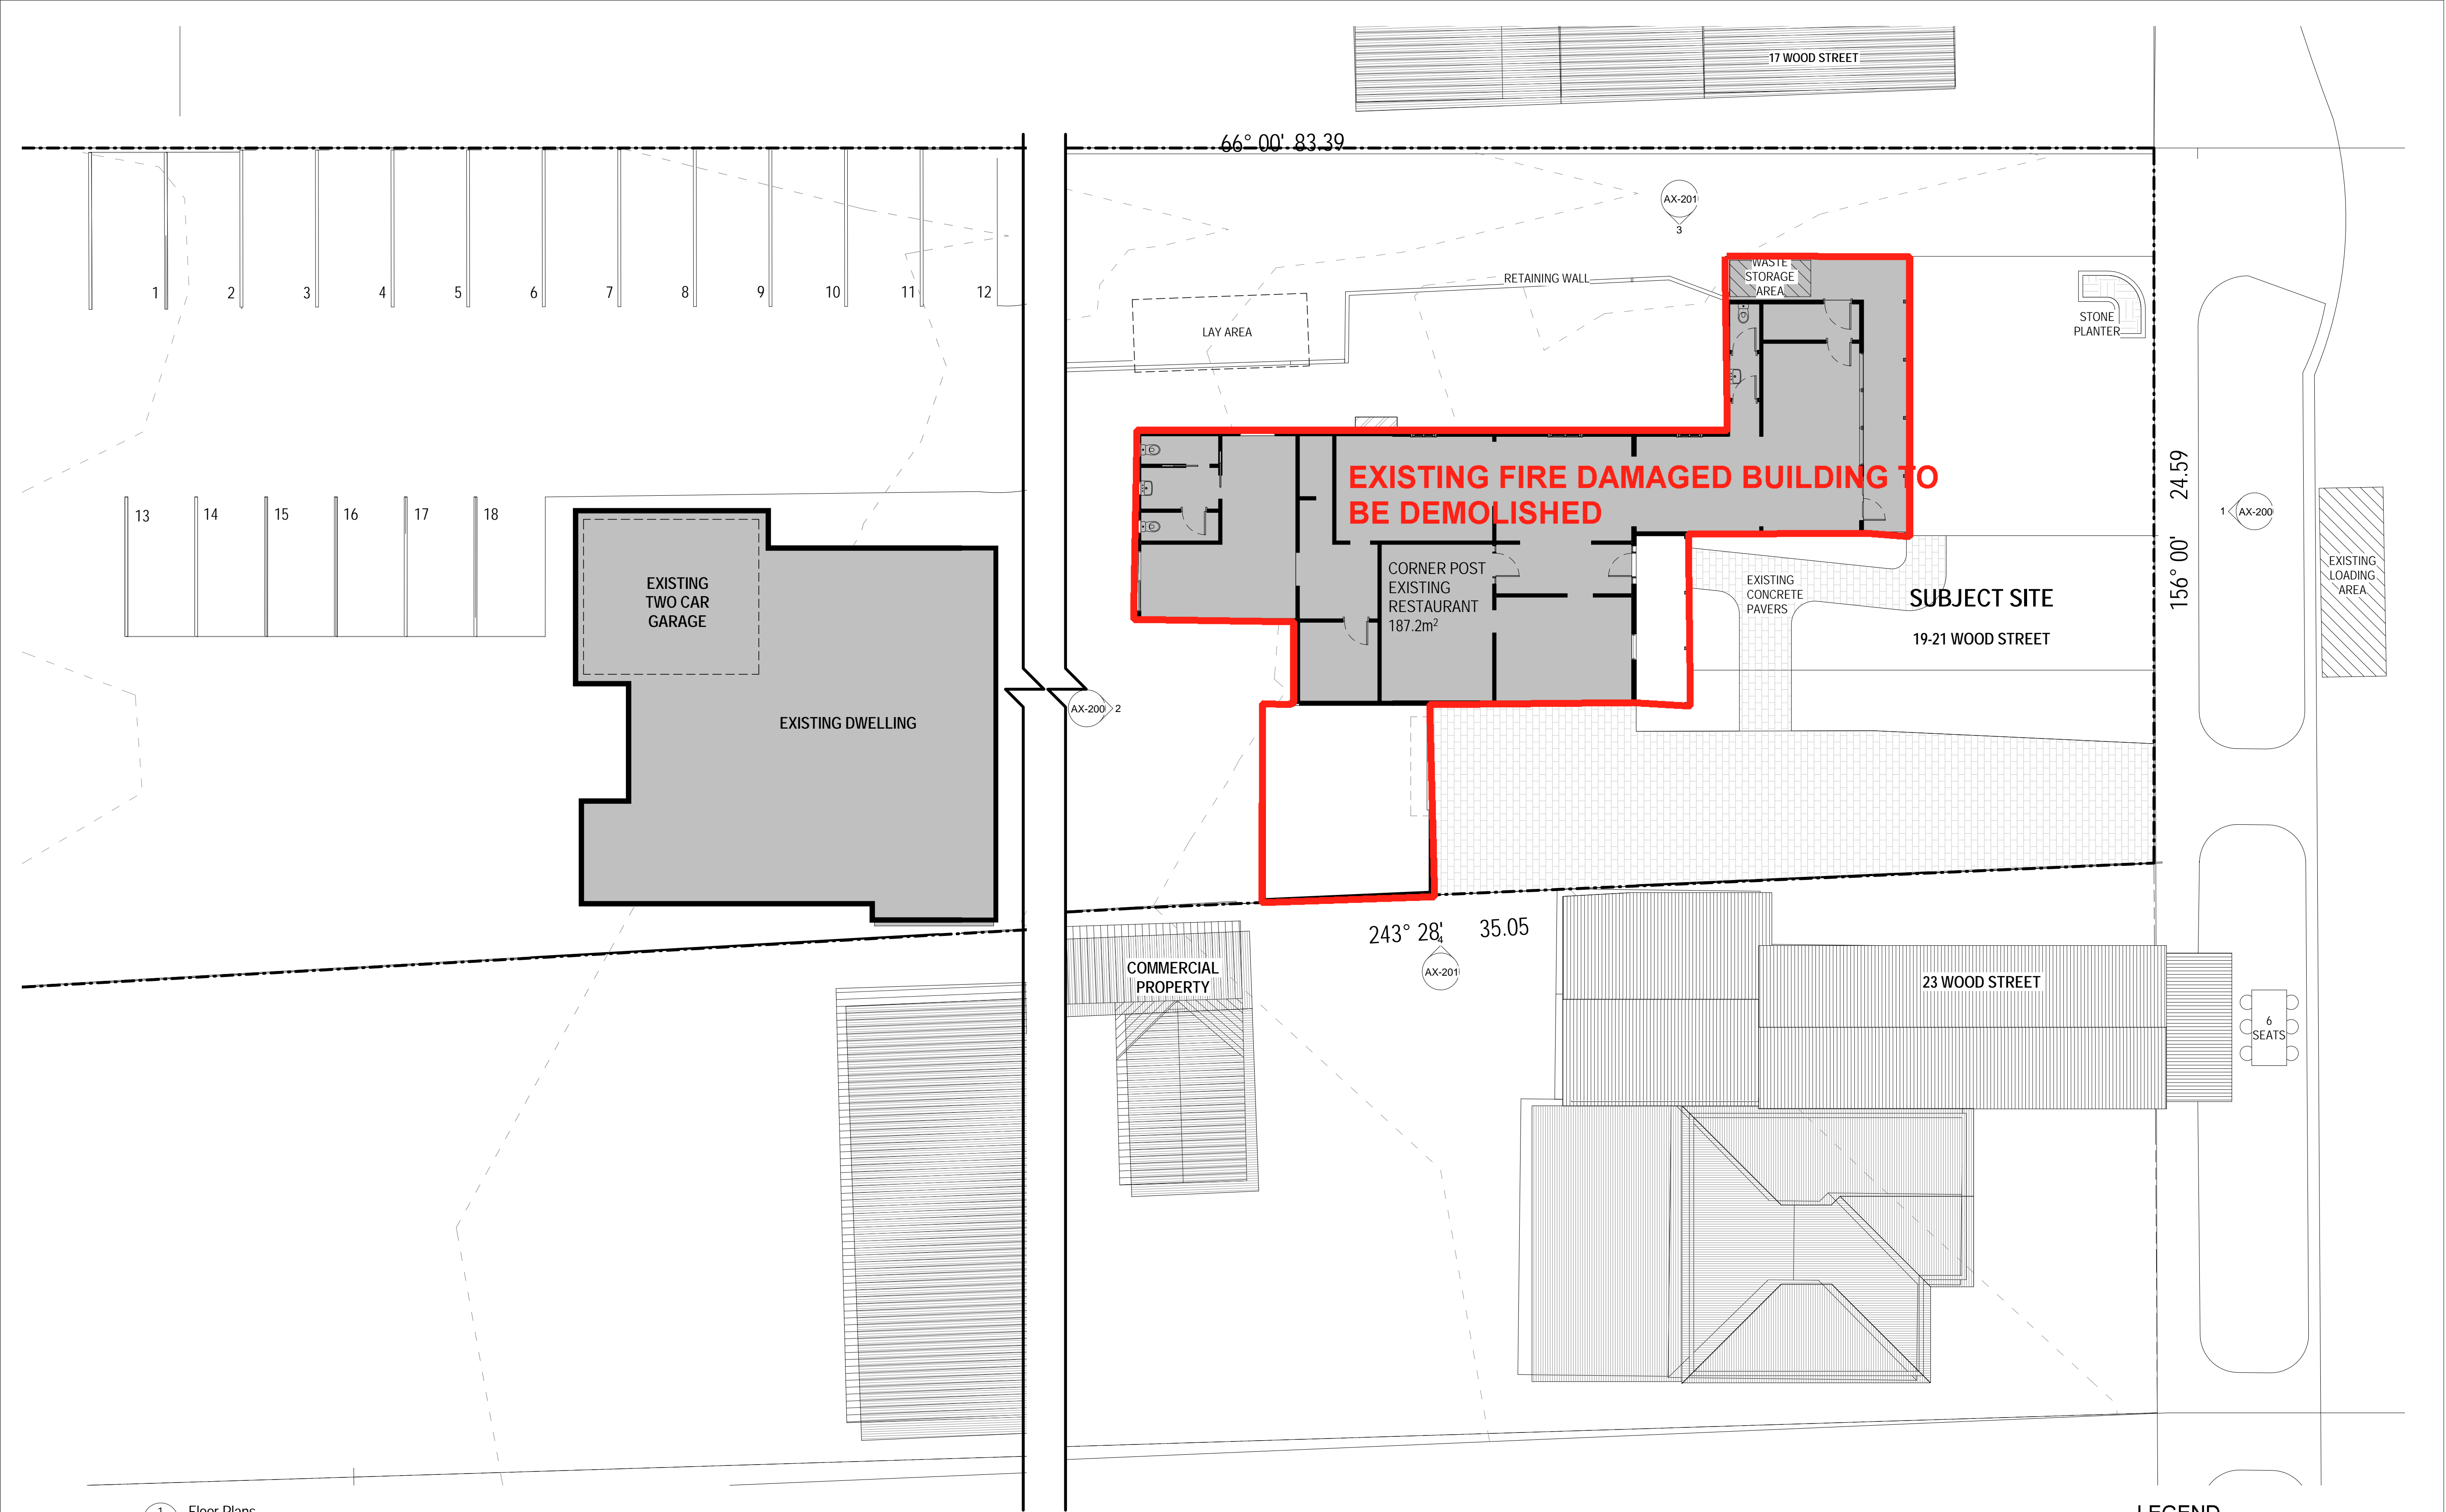 17 WOOD STREET
66° 00' 83.39
AX-201
3
1
2
3
4
5
6
7
8
9
10
11
12
RETAINING WALL
WASTE
STORAGE
AREA
LAY AREA
STONE
PLANTER
EXISTING FIRE DAMAGED BUILDING TO
BE DEMOLISHED
13
14
15
16
17
18
156° 00' 24.59
1
AX-200
EXISTING
TWO CAR
GARAGE
CORNER POST
EXISTING
RESTAURANT
187.2m²
EXISTING
CONCRETE
PAVERS
SUBJECT SITE
19-21 WOOD STREET
EXISTING
LOADING
AREA
EXISTING DWELLING
AX-200
2
243° 28' 35.05
4
AX-201
COMMERCIAL
PROPERTY
23 WOOD STREET
6
SEATS
1
Floor Plans
LEGEND